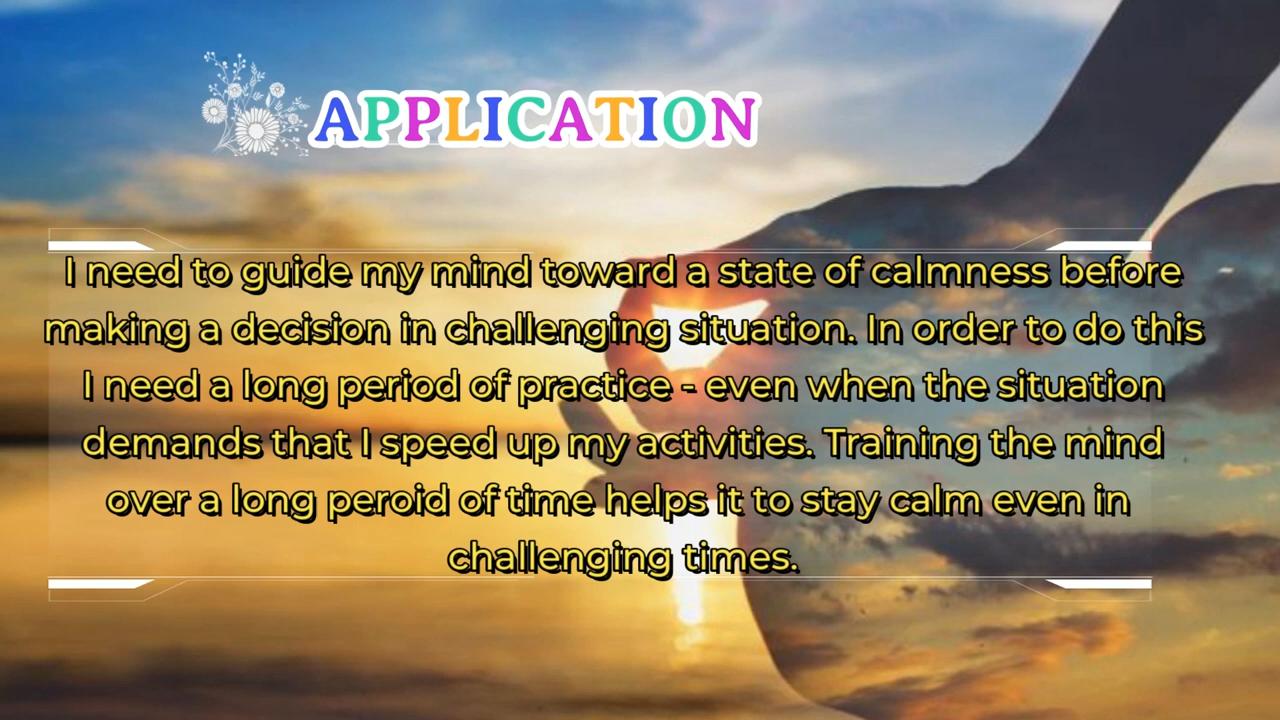 APPLICATION
I need to guide my mind toward a state of calmness before
making a decision in challenging situation. In order to do this
I need a long period of practice - even when the situation
demands that I speed up my activities. Training the mind
over a long peroid of time helps it to stay calm even in
challenging times.